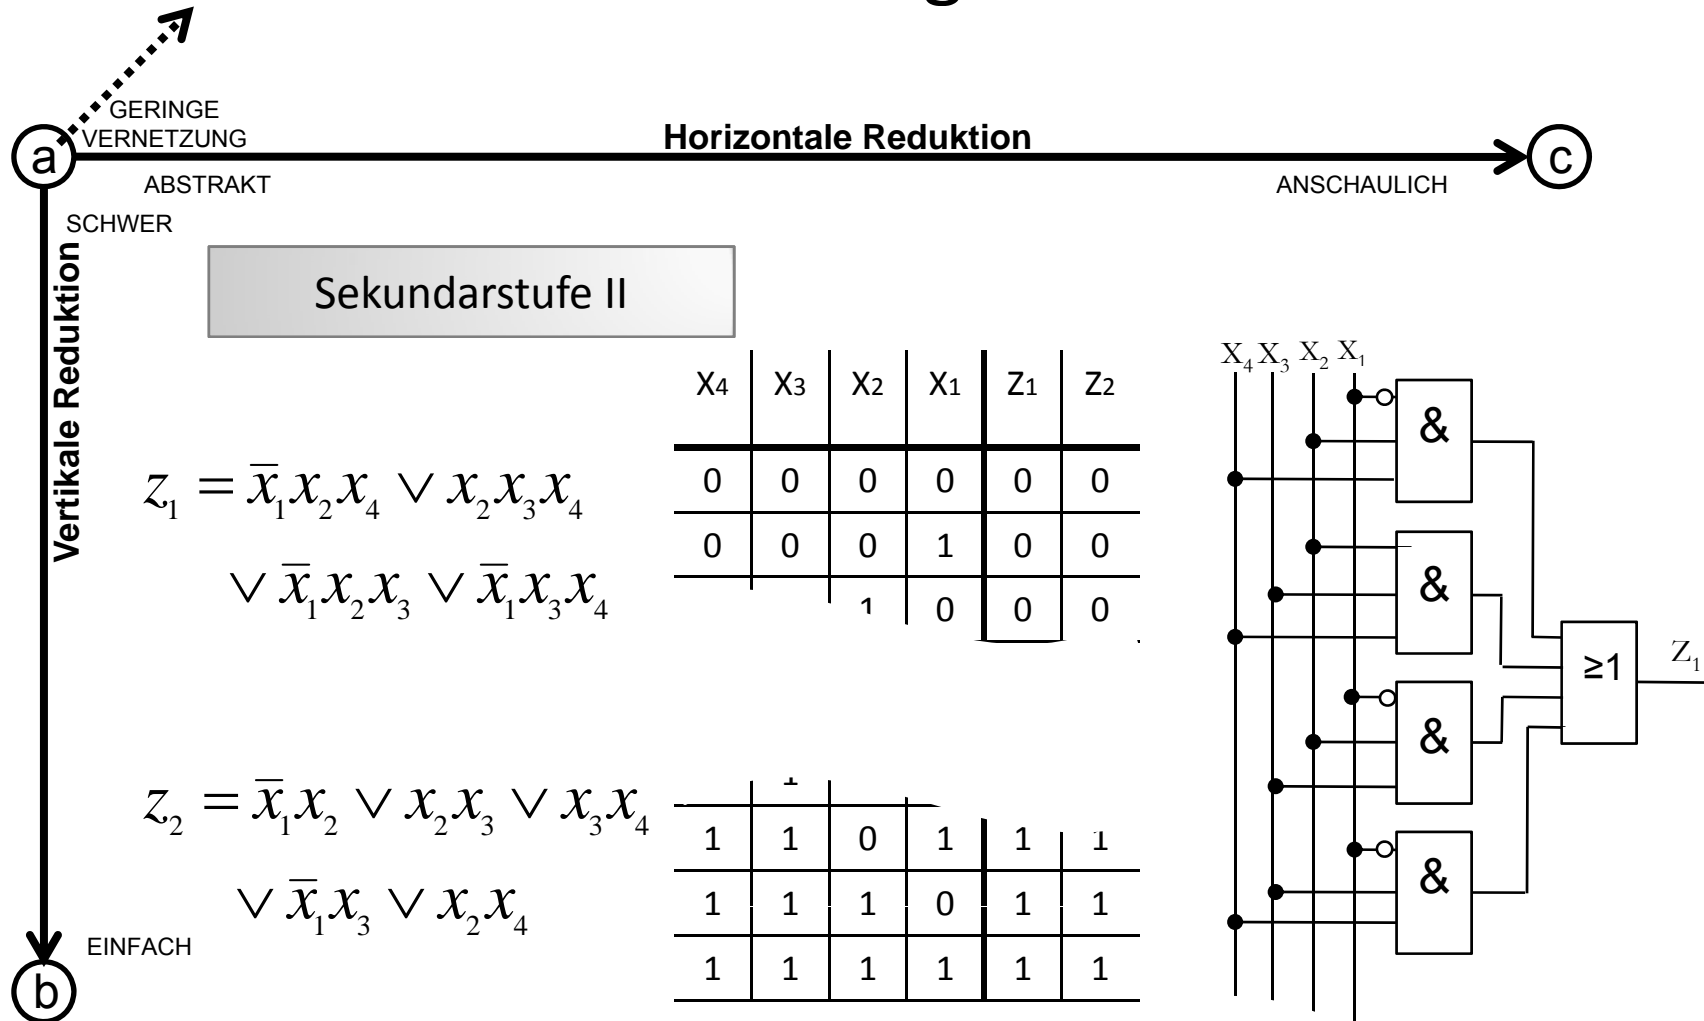 GERINGE
VERNETZUNG
a
Horizontale Reduktion
c
ABSTRAKT
ANSCHAULICH
SCHWER
Vertikale Reduktion
Sekundarstufe II
z₁ = x̅₁x₂x₄ ∨ x₂x₃x₄
∨ x̅₁x₂x₃ ∨ x̅₁x₃x₄
z₂ = x̅₁x₂ ∨ x₂x₃ ∨ x₃x₄
∨ x̅₁x₃ ∨ x₂x₄
X4 X3 X2 X1 Z1 Z2
0 0 0 0 0 0
0 0 0 1 0 0
1 0 0 0
1 1 0 1 1 1
1 1 1 0 1 1
1 1 1 1 1 1
X₄ X₃ X₂ X₁
&
&
&
&
≥1
Z₁
EINFACH
b